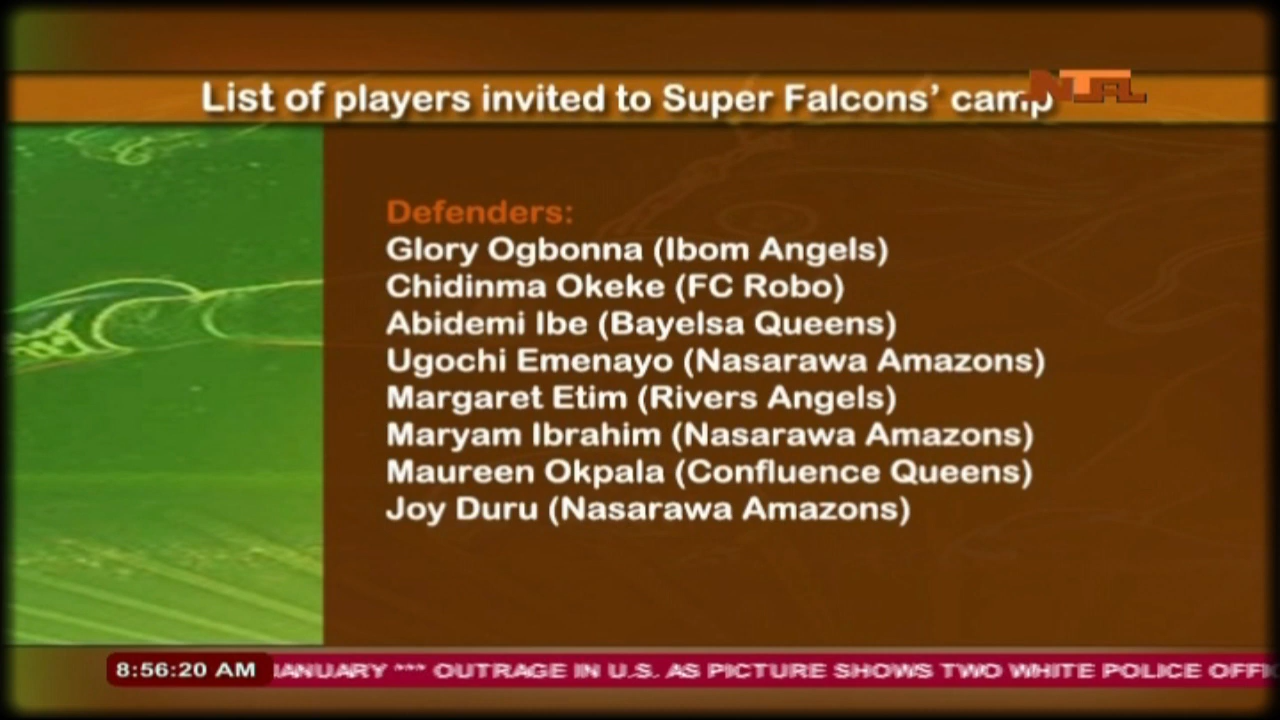 List of players invited to Super Falcons' camp
NTA
Defenders:
Glory Ogbonna (Ibom Angels)
Chidinma Okeke (FC Robo)
Abidemi Ibe (Bayelsa Queens)
Ugochi Emenayo (Nasarawa Amazons)
Margaret Etim (Rivers Angels)
Maryam Ibrahim (Nasarawa Amazons)
Maureen Okpala (Confluence Queens)
Joy Duru (Nasarawa Amazons)
8:56:20 AM ANUARY *** OUTRAGE IN U.S. AS PICTURE SHOWS TWO WHITE POLICE OFFI